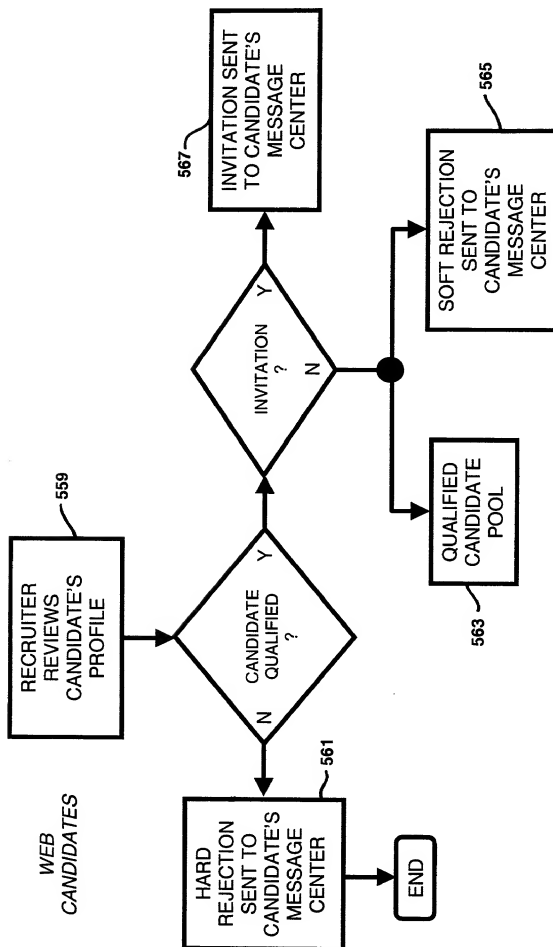 WEB
CANDIDATES
RECRUITER
REVIEWS
CANDIDATE'S
PROFILE
559
CANDIDATE
QUALIFIED
?
N
Y
HARD
REJECTION
SENT TO
CANDIDATE'S
MESSAGE
CENTER
561
END
INVITATION
?
Y
N
INVITATION SENT
TO CANDIDATE'S
MESSAGE
CENTER
567
QUALIFIED
CANDIDATE
POOL
563
SOFT REJECTION
SENT TO
CANDIDATE'S
MESSAGE
CENTER
565